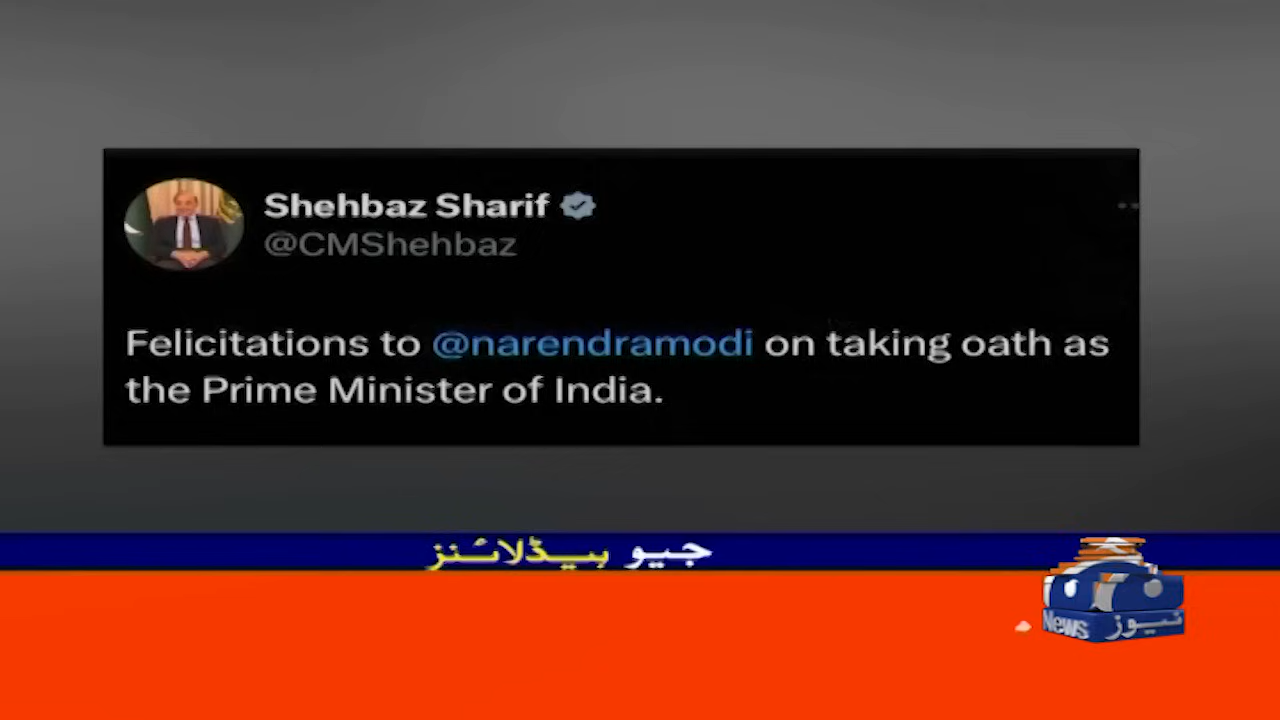 Shehbaz Sharif
@CMShehbaz
Felicitations to @narendramodi on taking oath as
the Prime Minister of India.
جیو ہیڈلائنز
News نیوز